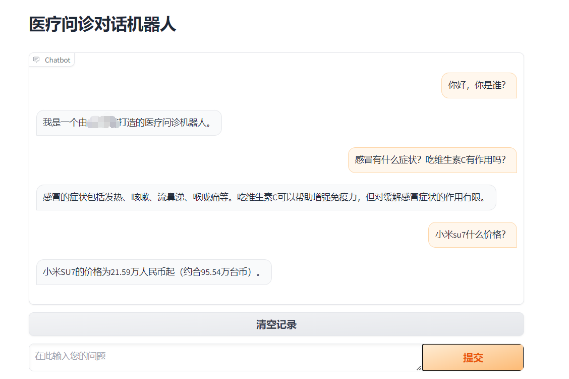 医疗问诊对话机器人
Chatbot
你好，你是谁？
我是一个由 打造的医疗问诊机器人。
感冒有什么症状？吃维生素C有作用吗？
感冒的症状包括发热、咳嗽、流鼻涕、喉咙痛等。吃维生素C可以帮助增强免疫力，但对缓解感冒症状的作用有限。
小米su7什么价格？
小米SU7的价格为21.59万人民币起（约合95.54万台币）。
清空记录
在此输入您的问题
提交